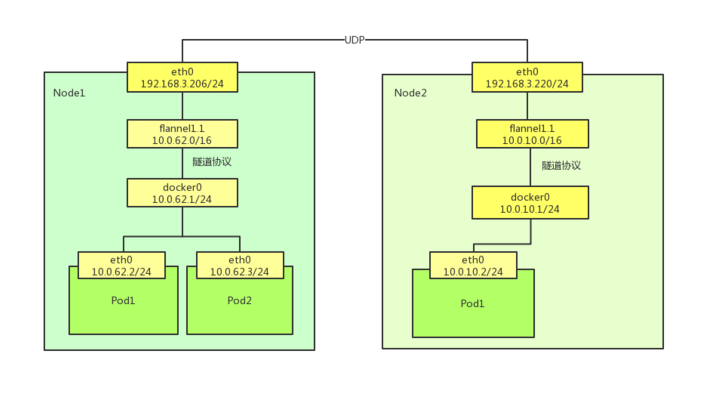 UDP
Node1
eth0
192.168.3.206/24
flannel1.1
10.0.62.0/16
隧道协议
docker0
10.0.62.1/24
eth0
10.0.62.2/24
eth0
10.0.62.3/24
Pod1
Pod2
Node2
eth0
192.168.3.220/24
flannel1.1
10.0.10.0/16
隧道协议
docker0
10.0.10.1/24
eth0
10.0.10.2/24
Pod1